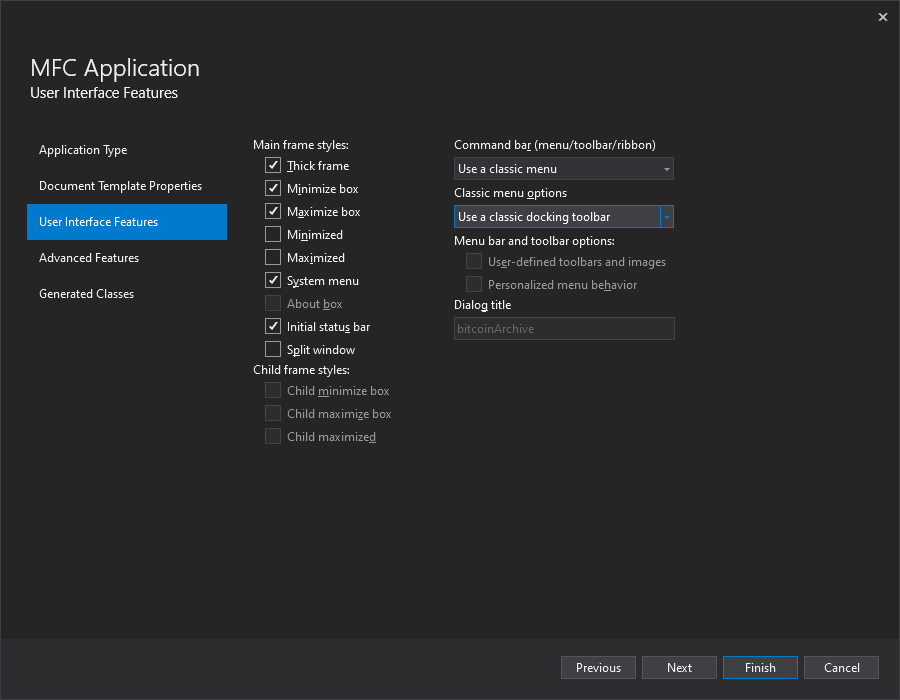 MFC Application
User Interface Features
Application Type
Document Template Properties
User Interface Features
Advanced Features
Generated Classes
Main frame styles:
Thick frame
Minimize box
Maximize box
Minimized
Maximized
System menu
About box
Initial status bar
Split window
Child frame styles:
Child minimize box
Child maximize box
Child maximized
Command bar (menu/toolbar/ribbon)
Use a classic menu
Classic menu options
Use a classic docking toolbar
Menu bar and toolbar options:
User-defined toolbars and images
Personalized menu behavior
Dialog title
bitcoinArchive
Previous
Next
Finish
Cancel